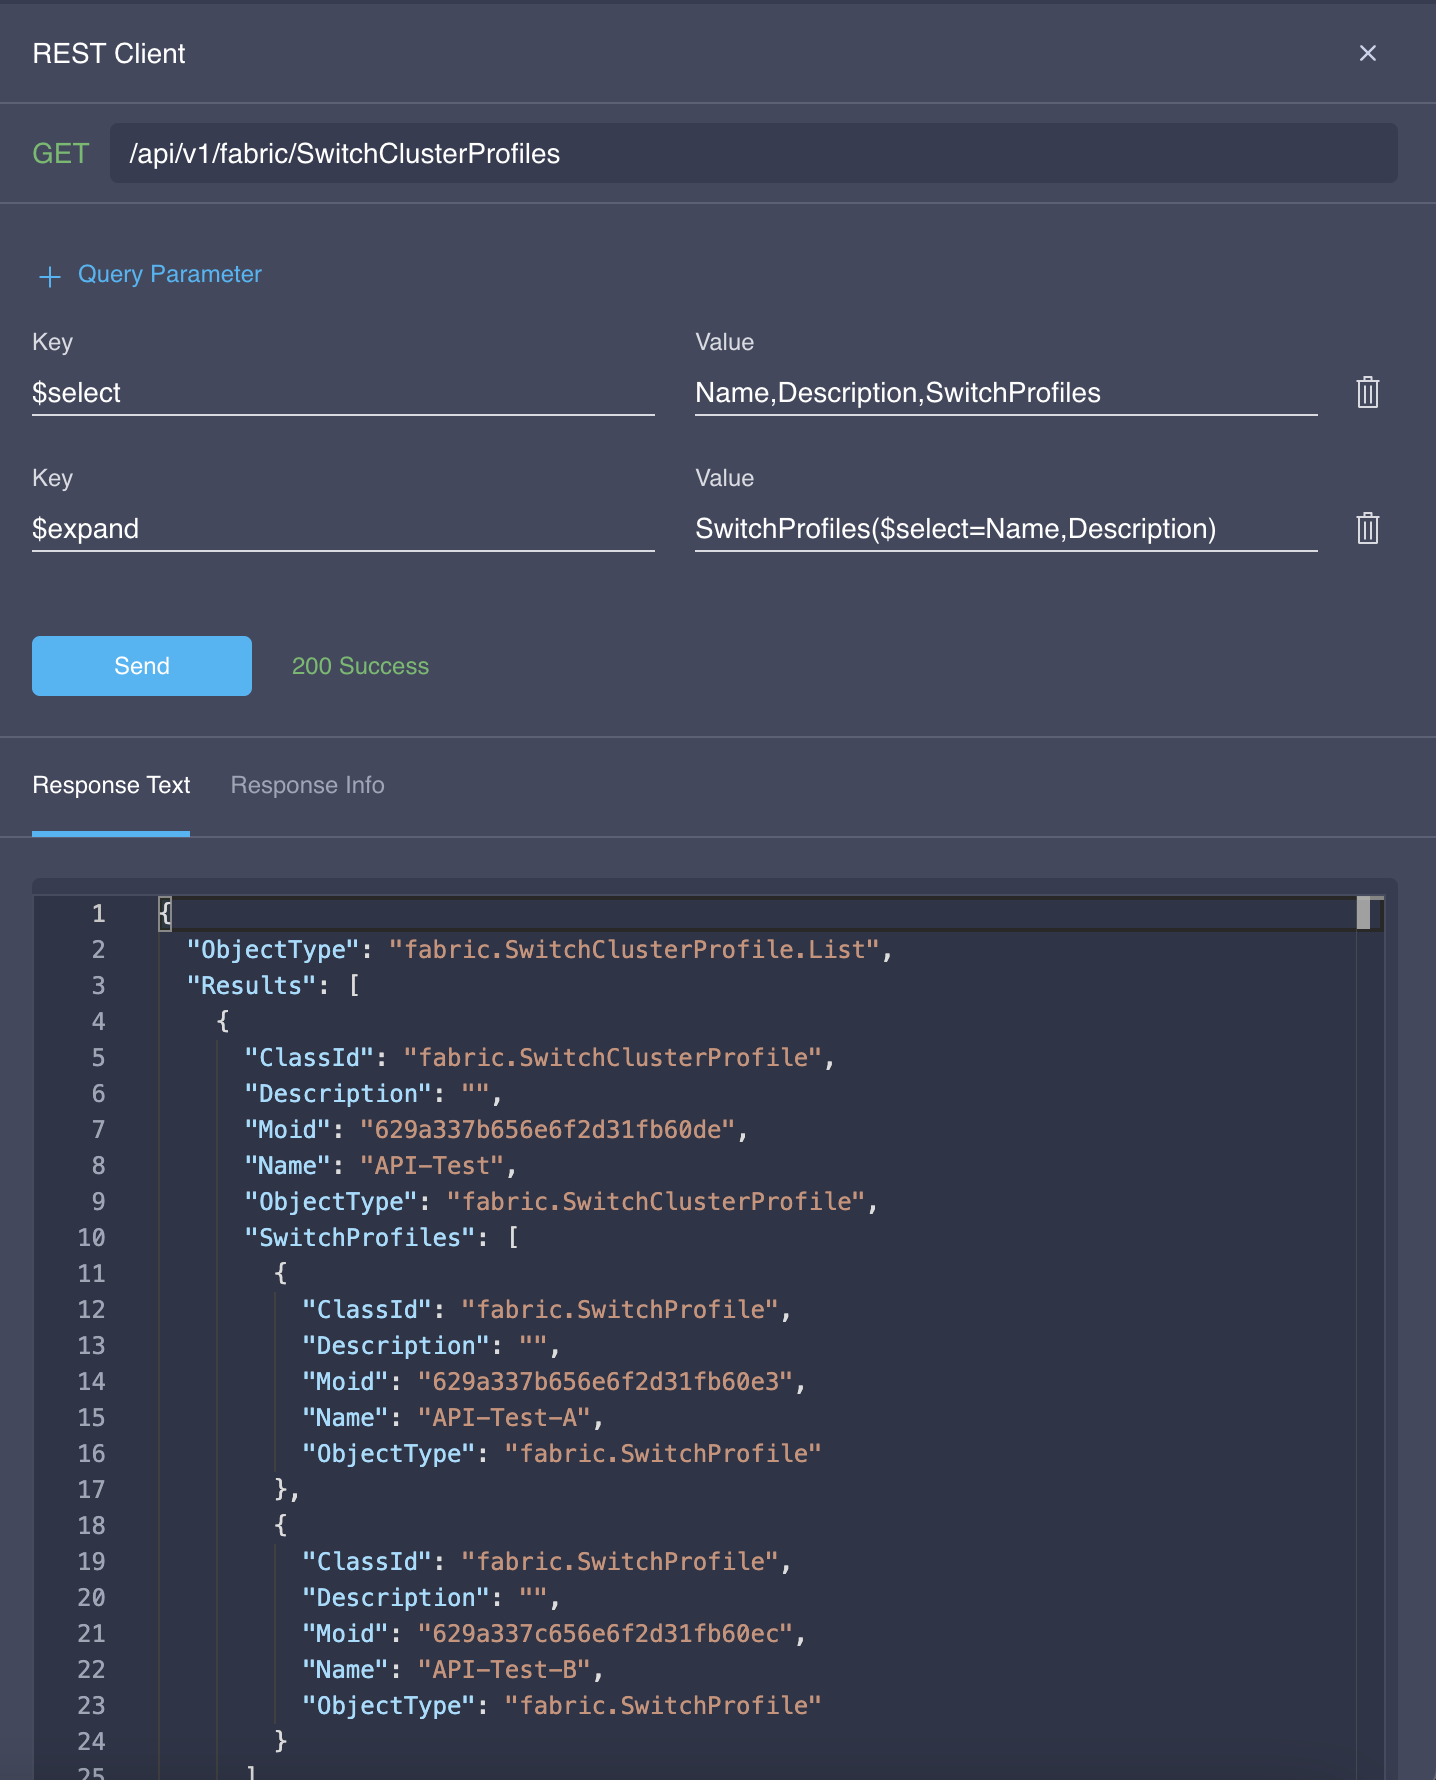 REST Client
GET /api/v1/fabric/SwitchClusterProfiles
Query Parameter
Key Value
$select Name,Description,SwitchProfiles
Key Value
$expand SwitchProfiles($select=Name,Description)
Send 200 Success
Response Text Response Info
1 {
2 "ObjectType": "fabric.SwitchClusterProfile.List",
3 "Results": [
4 {
5 "ClassId": "fabric.SwitchClusterProfile",
6 "Description": "",
7 "Moid": "629a337b656e6f2d31fb60de",
8 "Name": "API-Test",
9 "ObjectType": "fabric.SwitchClusterProfile",
10 "SwitchProfiles": [
11 {
12 "ClassId": "fabric.SwitchProfile",
13 "Description": "",
14 "Moid": "629a337b656e6f2d31fb60e3",
15 "Name": "API-Test-A",
16 "ObjectType": "fabric.SwitchProfile"
17 },
18 {
19 "ClassId": "fabric.SwitchProfile",
20 "Description": "",
21 "Moid": "629a337c656e6f2d31fb60ec",
22 "Name": "API-Test-B",
23 "ObjectType": "fabric.SwitchProfile"
24 }
25 ]